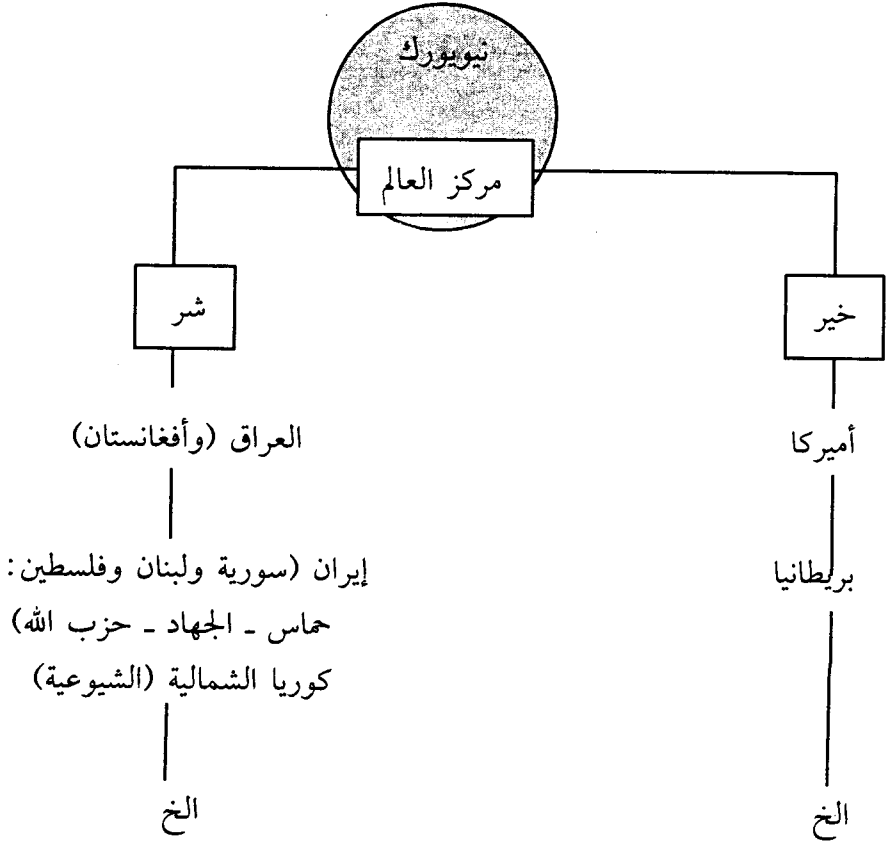 نيويورك
مركز العالم
خير
شر
أميركا
العراق (وأفغانستان)
بريطانيا
إيران (سورية ولبنان وفلسطين:
حماس ـ الجهاد ـ حزب الله)
كوريا الشمالية (الشيوعية)
الخ
الخ